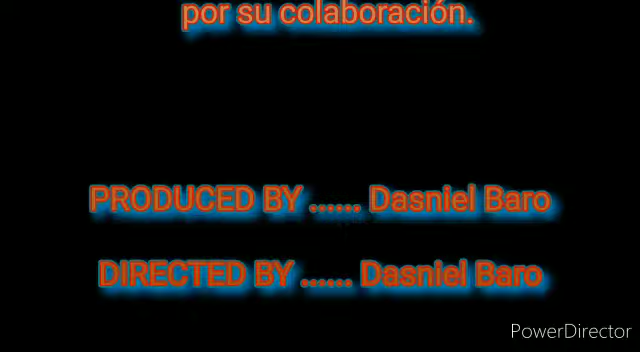 por su colaboración.
PRODUCED BY ...... Dasniel Baro
DIRECTED BY ...... Dasniel Baro
PowerDirector